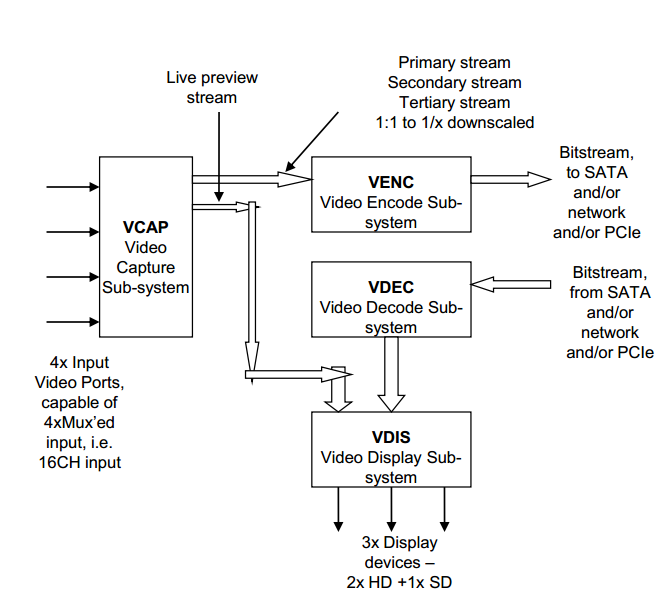 Live preview
stream
Primary stream
Secondary stream
Tertiary stream
1:1 to 1/x downscaled
VCAP
Video
Capture
Sub-system
VENC
Video Encode Sub-
system
Bitstream,
to SATA
and/or
network
and/or PCIe
VDEC
Video Decode Sub-
system
Bitstream,
from SATA
and/or
network
and/or PCIe
4x Input
Video Ports,
capable of
4xMux'ed
input, i.e.
16CH input
VDIS
Video Display Sub-
system
3x Display
devices –
2x HD +1x SD